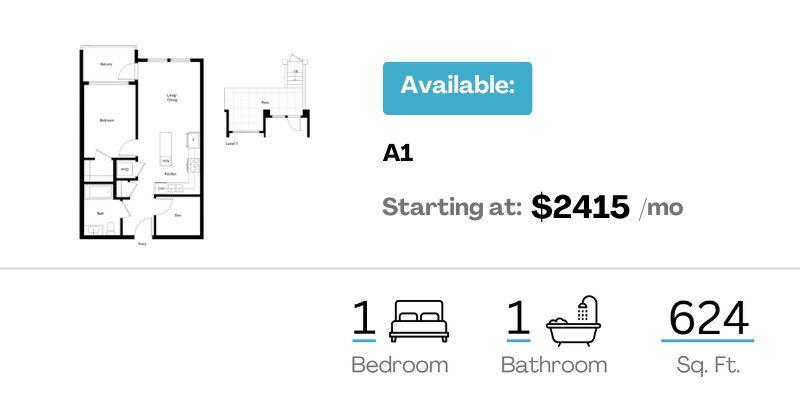 Balcony
Living/
Dining
Bedroom
Kitchen
W/D
Bath
Den
Entry
UP
Patio
Level 1
Available:
A1
Starting at: $2415 /mo
1
Bedroom
1
Bathroom
624
Sq. Ft.